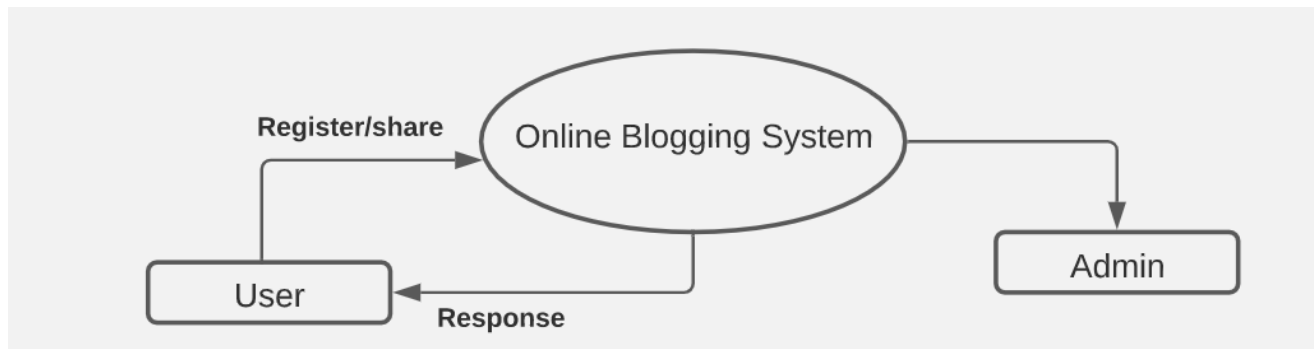 Register/share
Online Blogging System
Admin
User
Response